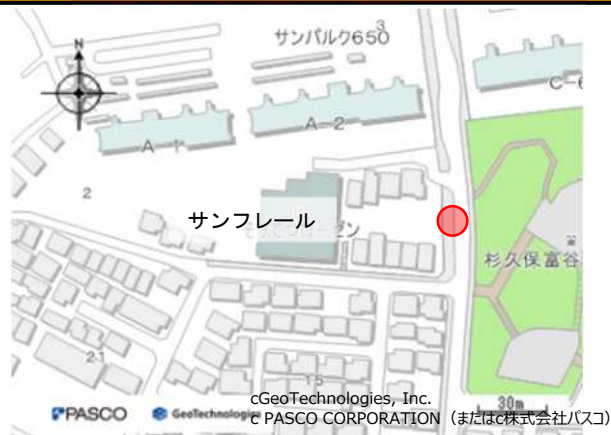 3
サンパルク650
N
C-6
A-1
A-2
2
サンフレール
杉久保富谷
21
15
cGeoTechnologies, Inc.
30m
PASCO
GeoTechnologies
c PASCO CORPORATION (またはc株式会社パスコ)